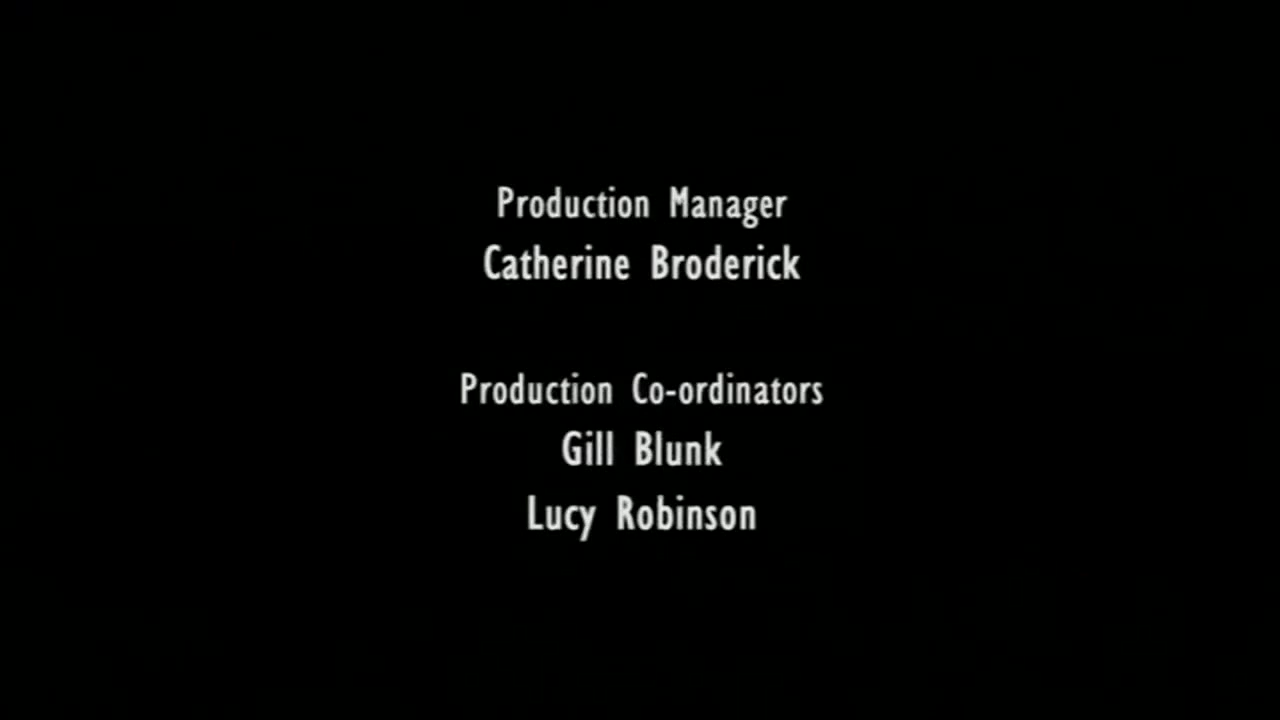 Production Manager
Catherine Broderick
Production Co-ordinators
Gill Blunk
Lucy Robinson